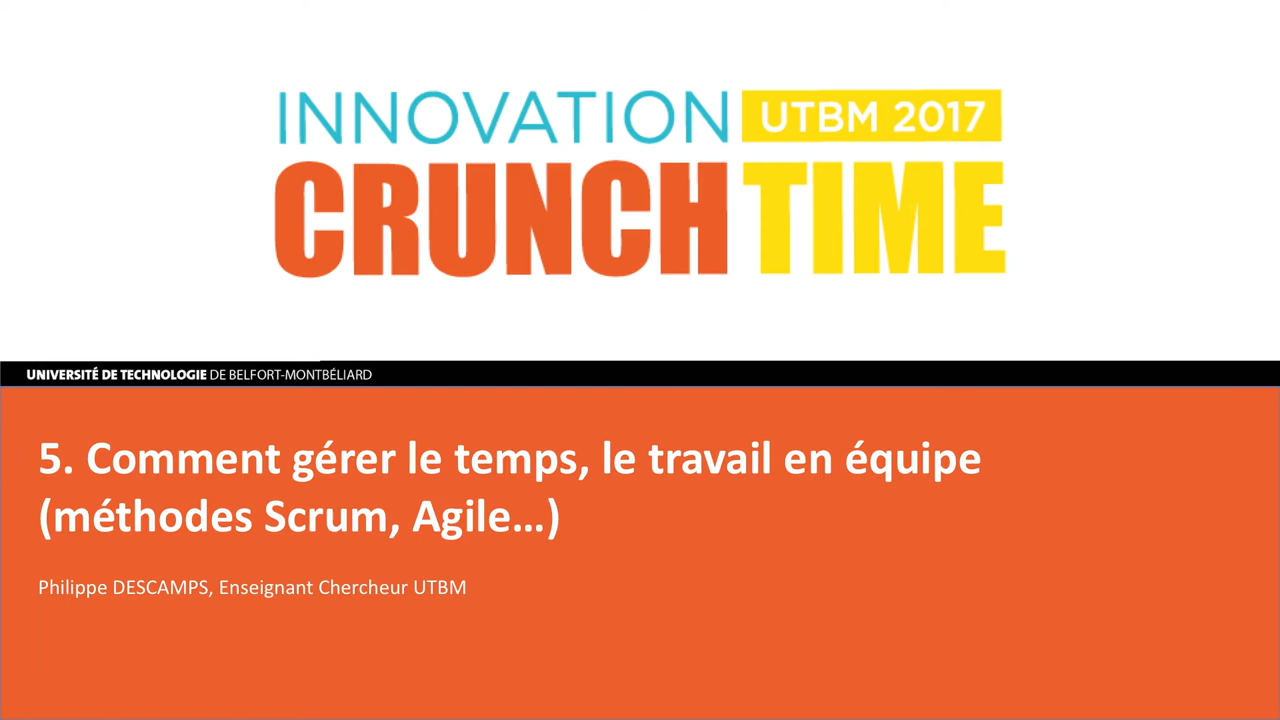 INNOVATION UTBM 2017
CRUNCH TIME
UNIVERSITÉ DE TECHNOLOGIE DE BELFORT-MONTBÉLIARD
5. Comment gérer le temps, le travail en équipe
(méthodes Scrum, Agile…)
Philippe DESCAMPS, Enseignant Chercheur UTBM